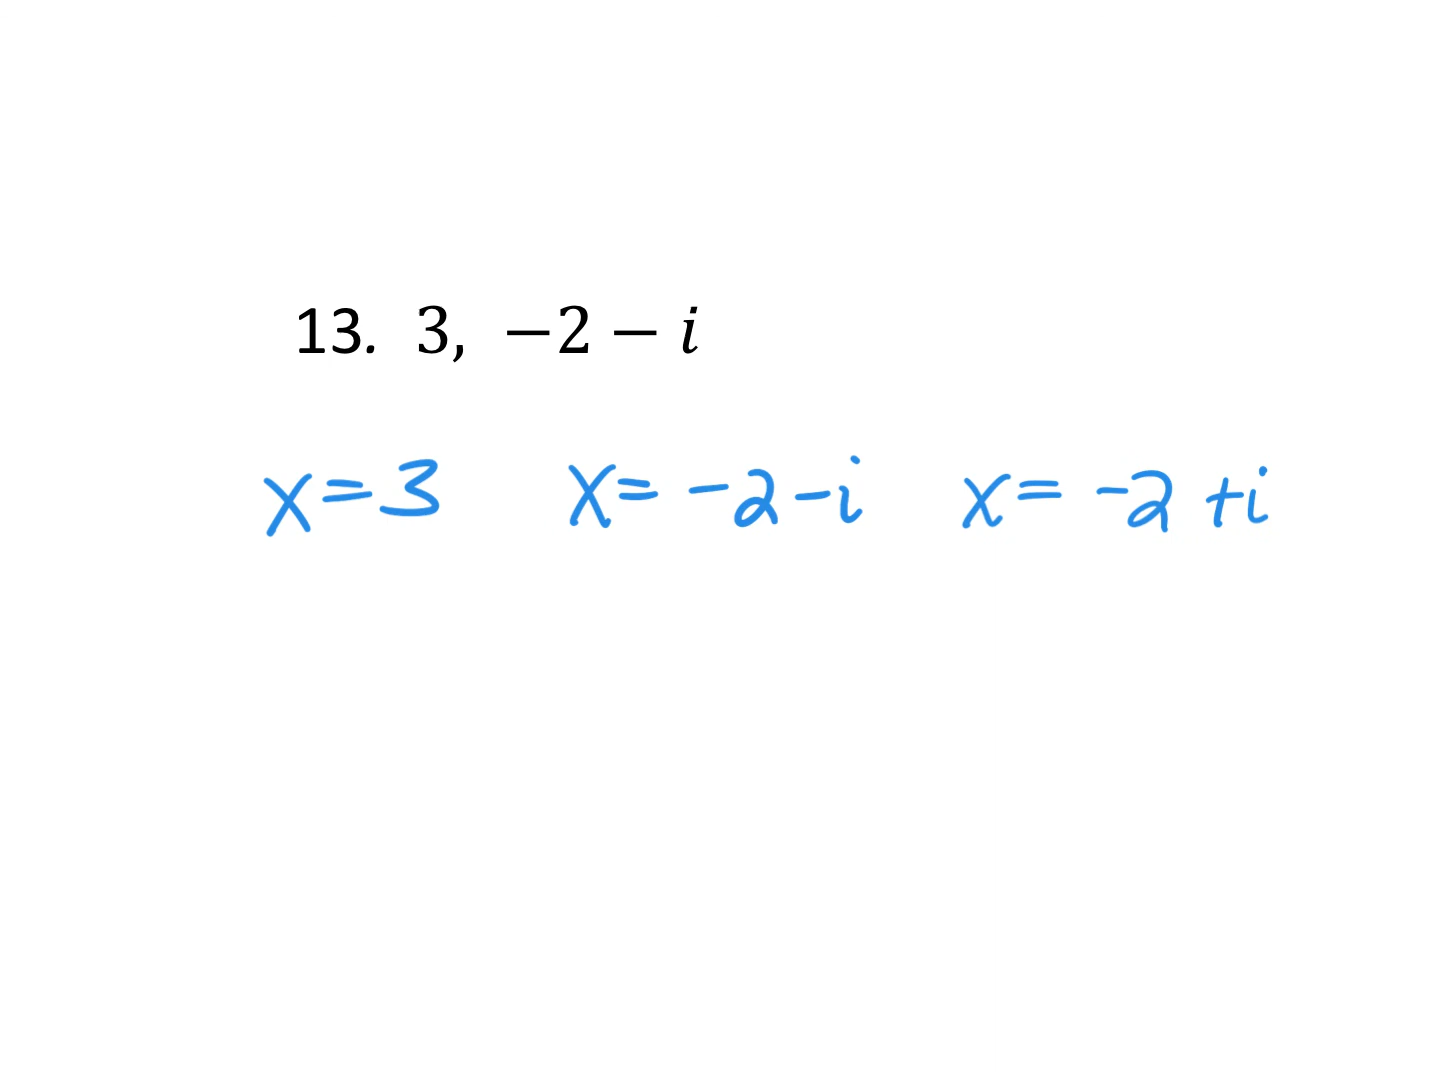 13. 3, −2 − i
x=3 x= -2-i x= -2+i